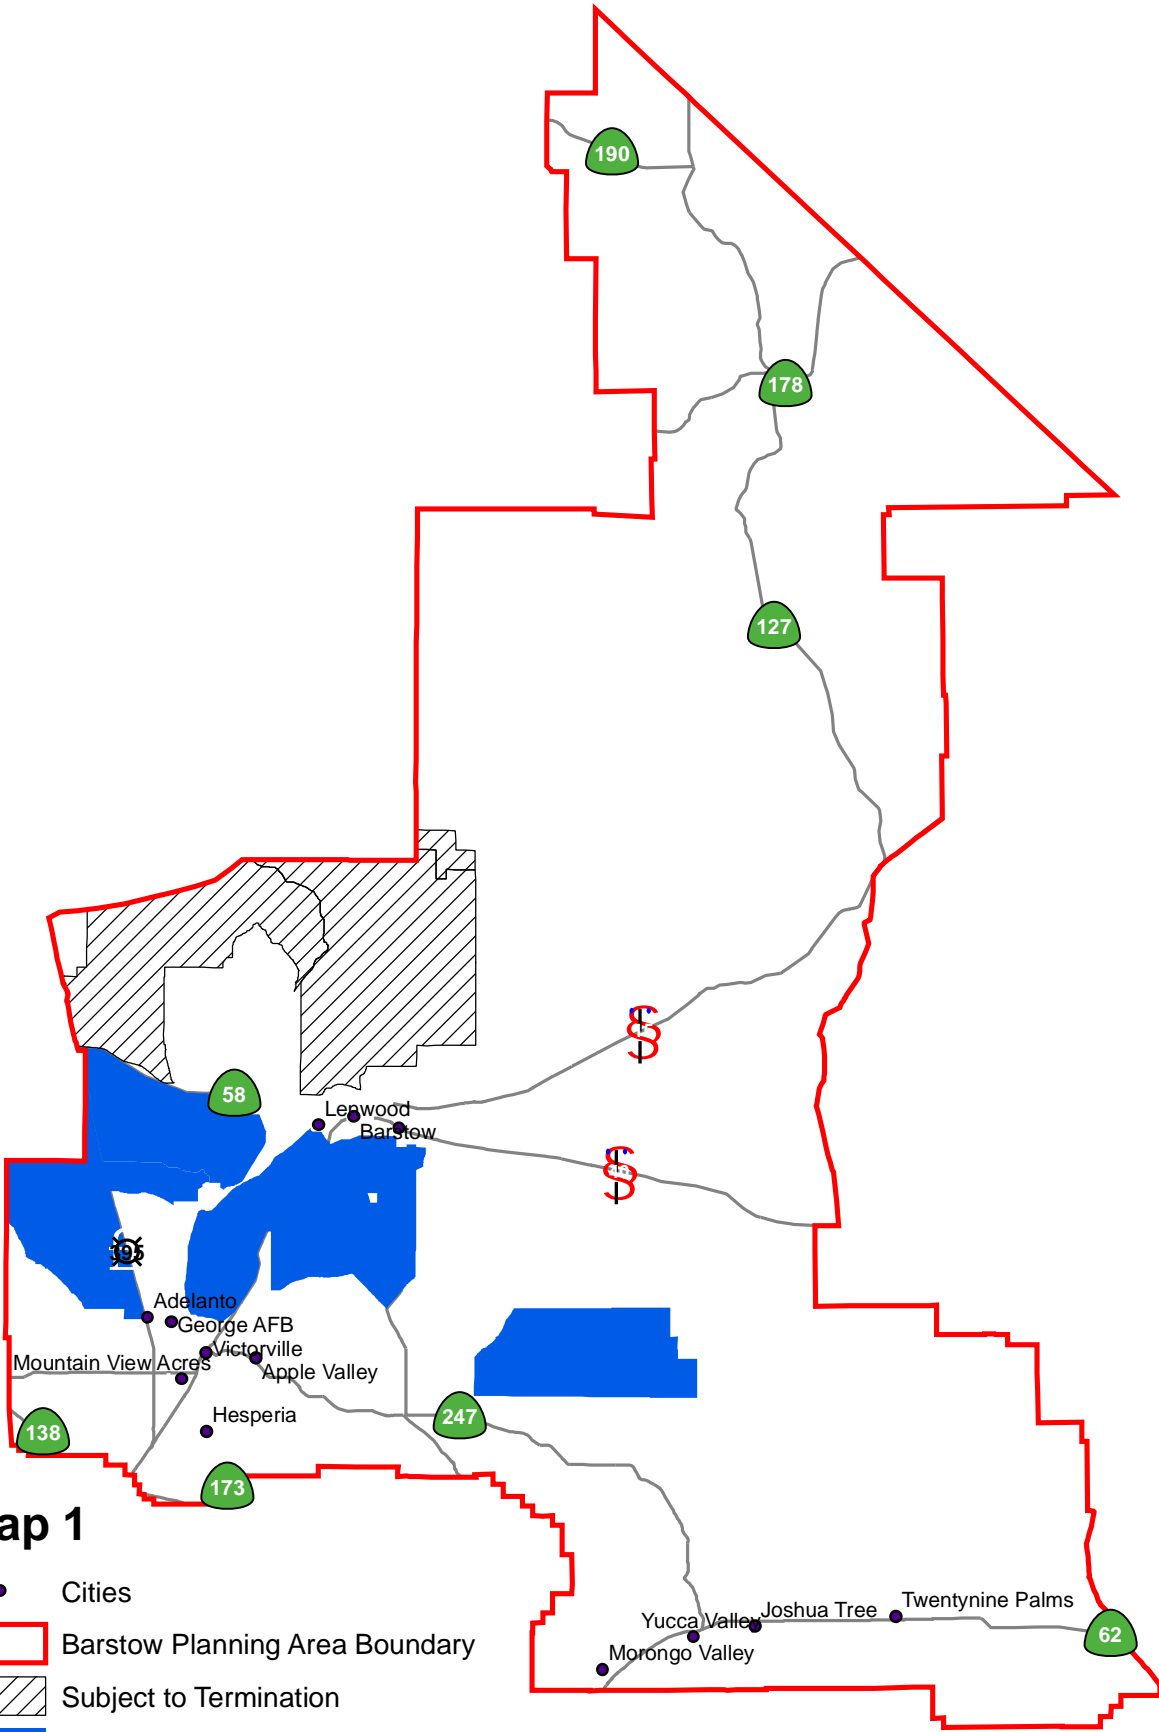 190
178
127
58
Lenwood
Barstow
395
Adelanto
George AFB
Victorville
Mountain View Acres
Apple Valley
Hesperia
247
138
173
ap 1
Cities
Barstow Planning Area Boundary
Subject to Termination
Twentynine Palms
Joshua Tree
Yucca Valley
Morongo Valley
62